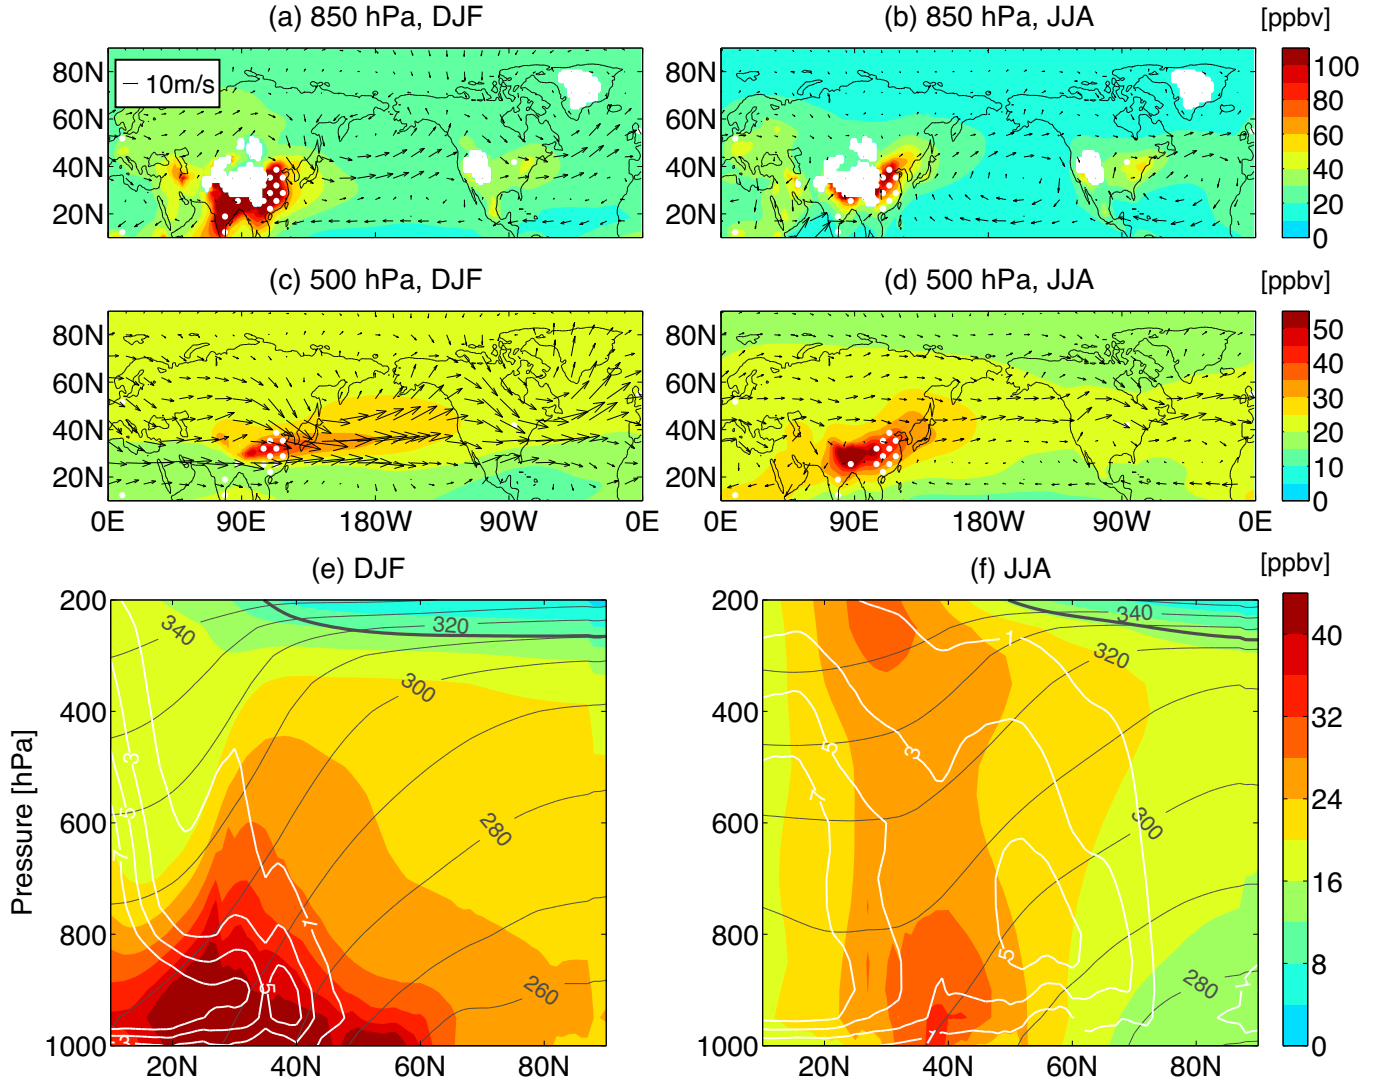 (a) 850 hPa, DJF
(b) 850 hPa, JJA
[ppbv]
80N
60N
40N
20N
10m/s
80N
60N
40N
20N
100
80
60
40
20
0
(c) 500 hPa, DJF
(d) 500 hPa, JJA
[ppbv]
80N
60N
40N
20N
80N
60N
40N
20N
50
40
30
20
10
0
0E 90E 180W 90W 0E
0E 90E 180W 90W 0E
(e) DJF
(f) JJA
[ppbv]
Pressure [hPa]
200
400
600
800
1000
340
320
300
280
260
3
5
7
1
5
3
20N 40N 60N 80N
200
400
600
800
1000
340
320
300
280
1
3
5
7
5
1
1
20N 40N 60N 80N
40
32
24
16
8
0